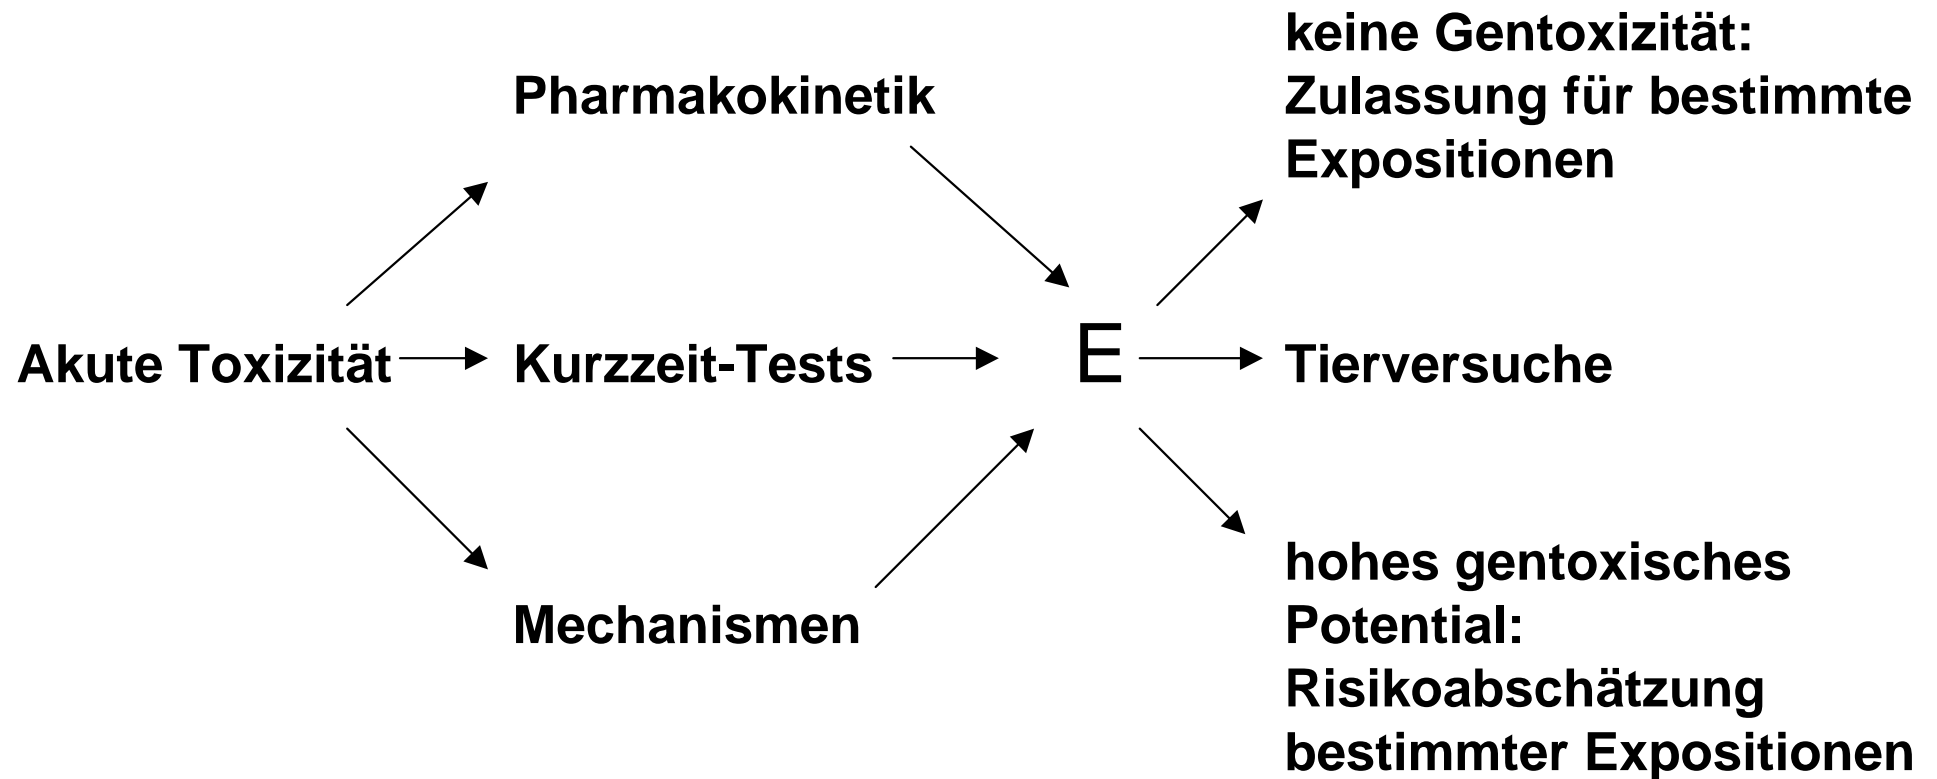 Akute Toxizität
Pharmakokinetik
Kurzzeit-Tests
Mechanismen
E
keine Gentoxizität:
Zulassung für bestimmte
Expositionen
Tierversuche
hohes gentoxisches
Potential:
Risikoabschätzung
bestimmter Expositionen